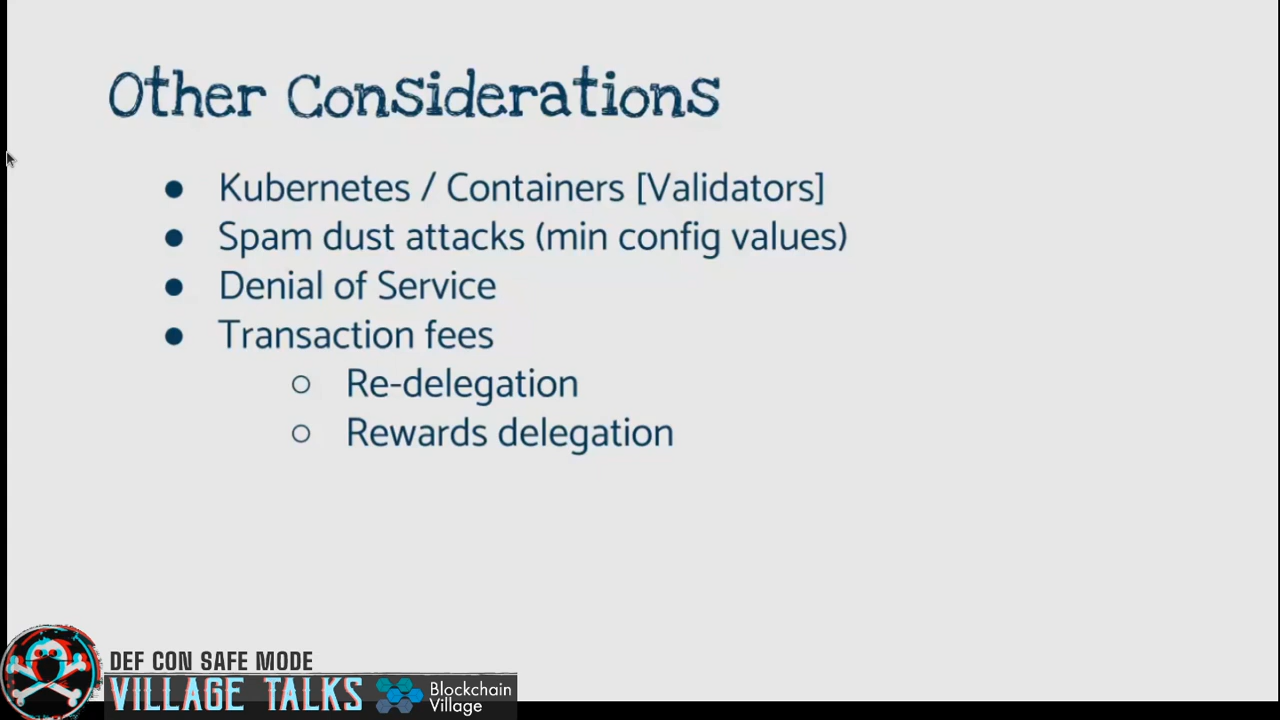 Other Considerations
● Kubernetes / Containers [Validators]
● Spam dust attacks (min config values)
● Denial of Service
● Transaction fees
○ Re-delegation
○ Rewards delegation
DEF CON SAFE MODE
VILLAGE TALKS
Blockchain
Village